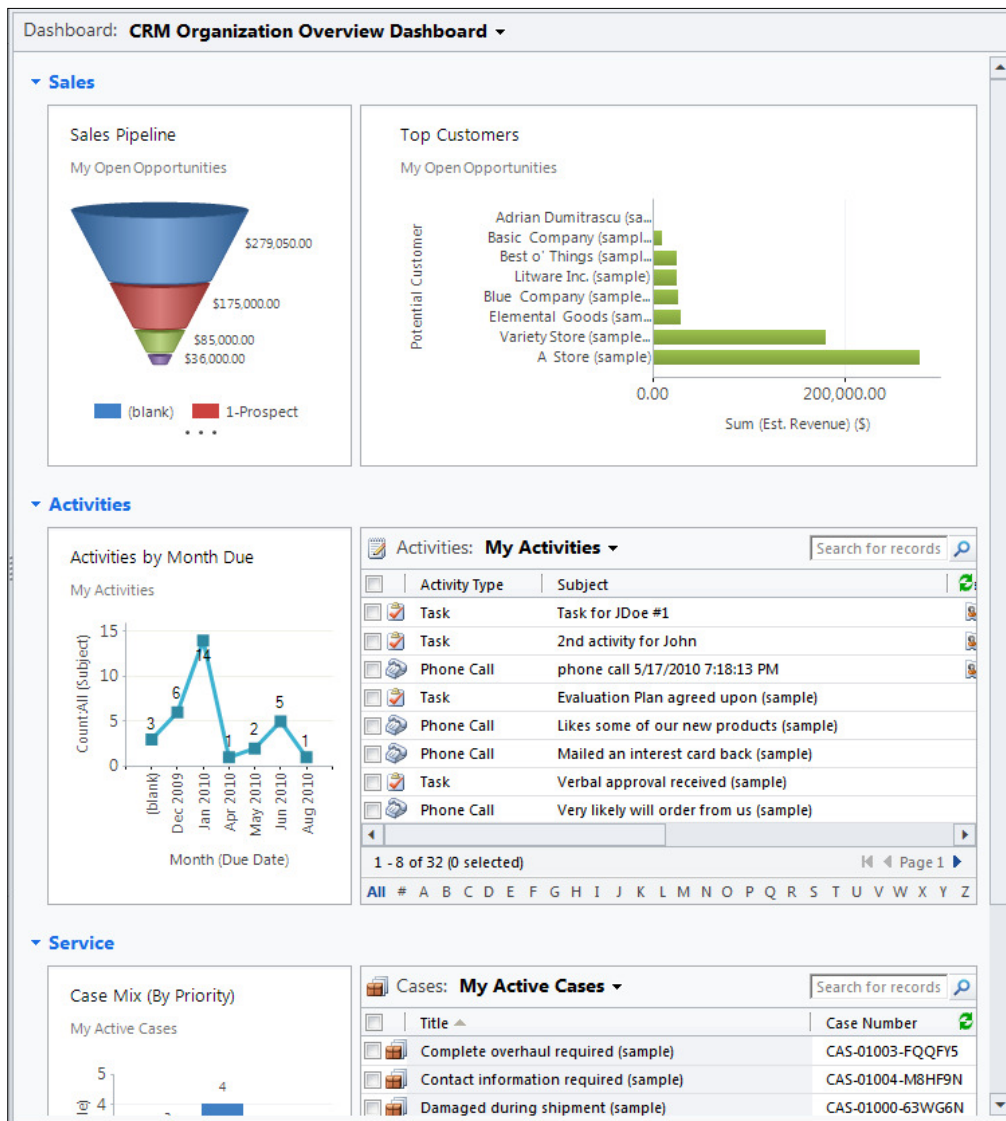 Dashboard: CRM Organization Overview Dashboard
Sales
Sales Pipeline
My Open Opportunities
$279,050.00
$175,000.00
$85,000.00
$36,000.00
(blank) 1-Prospect
• • •
Top Customers
My Open Opportunities
Potential Customer
Adrian Dumitrascu (sa...
Basic Company (sampl...
Best o' Things (sampl...
Litware Inc. (sample)
Blue Company (sample...
Elemental Goods (sam...
Variety Store (sample...
A Store (sample)
0.00 200,000.00
Sum (Est. Revenue) ($)
Activities
Activities by Month Due
My Activities
Count:All (Subject)
15
10
5
0
3
6
14
1
2
5
1
(blank)
Dec 2009
Jan 2010
Apr 2010
May 2010
Jun 2010
Aug 2010
Month (Due Date)
Activities: My Activities
Search for records
Activity Type Subject
Task Task for JDoe #1
Task 2nd activity for John
Phone Call phone call 5/17/2010 7:18:13 PM
Task Evaluation Plan agreed upon (sample)
Phone Call Likes some of our new products (sample)
Phone Call Mailed an interest card back (sample)
Task Verbal approval received (sample)
Phone Call Very likely will order from us (sample)
1 - 8 of 32 (0 selected) Page 1
All # A B C D E F G H I J K L M N O P Q R S T U V W X Y Z
Service
Case Mix (By Priority)
My Active Cases
5
4
4
Cases: My Active Cases
Search for records
Title Case Number
Complete overhaul required (sample) CAS-01003-FQQFY5
Contact information required (sample) CAS-01004-M8HF9N
Damaged during shipment (sample) CAS-01000-63WG6N